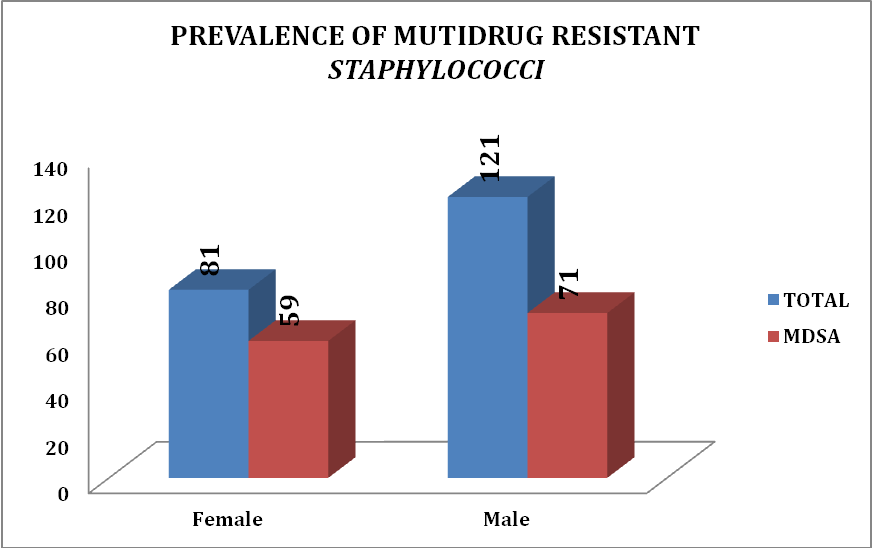 PREVALENCE OF MUTIDRUG RESISTANT
STAPHYLOCOCCI
140
120
100
80
60
40
20
0
81
59
121
71
Female
Male
TOTAL
MDSA